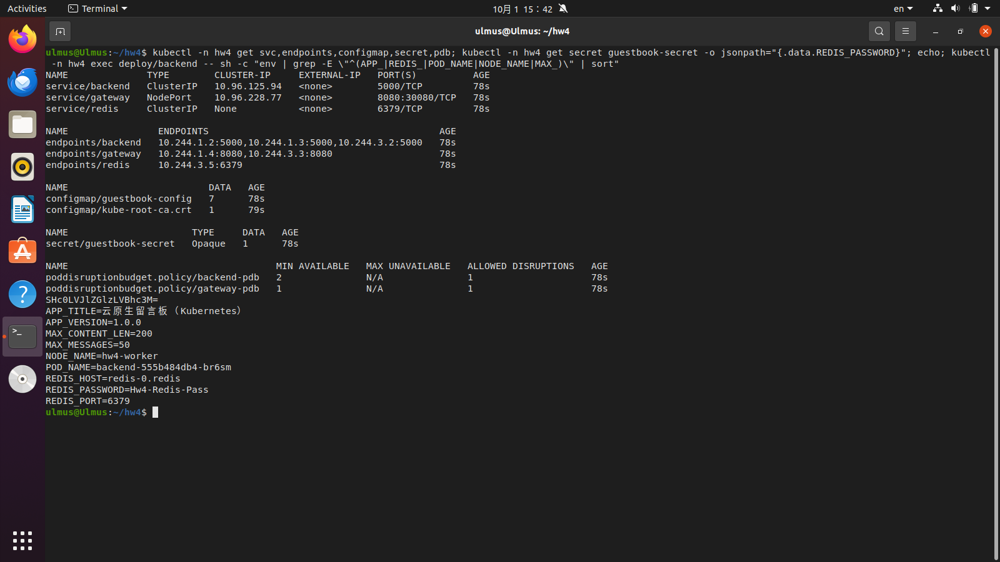 Activities Terminal 10月 1 15：42 en
ulmus@Ulmus: ~/hw4
ulmus@Ulmus:~/hw4$ kubectl -n hw4 get svc,endpoints,configmap,secret,pdb; kubectl -n hw4 get secret guestbook-secret -o jsonpath="{.data.REDIS_PASSWORD}"; echo; kubectl
-n hw4 exec deploy/backend -- sh -c "env | grep -E \"^(APP_|REDIS_|POD_NAME|NODE_NAME|MAX_)\" | sort"
NAME TYPE CLUSTER-IP EXTERNAL-IP PORT(S) AGE
service/backend ClusterIP 10.96.125.94 <none> 5000/TCP 78s
service/gateway NodePort 10.96.228.77 <none> 8080:30080/TCP 78s
service/redis ClusterIP None <none> 6379/TCP 78s
NAME ENDPOINTS AGE
endpoints/backend 10.244.1.2:5000,10.244.1.3:5000,10.244.3.2:5000 78s
endpoints/gateway 10.244.1.4:8080,10.244.3.3:8080 78s
endpoints/redis 10.244.3.5:6379 78s
NAME DATA AGE
configmap/guestbook-config 7 78s
configmap/kube-root-ca.crt 1 79s
NAME TYPE DATA AGE
secret/guestbook-secret Opaque 1 78s
NAME MIN AVAILABLE MAX UNAVAILABLE ALLOWED DISRUPTIONS AGE
poddisruptionbudget.policy/backend-pdb 2 N/A 1 78s
poddisruptionbudget.policy/gateway-pdb 1 N/A 1 78s
SHc0LVJlZGlzLVBhc3M=
APP_TITLE=云原生留言板（Kubernetes）
APP_VERSION=1.0.0
MAX_CONTENT_LEN=200
MAX_MESSAGES=50
NODE_NAME=hw4-worker
POD_NAME=backend-555b484db4-br6sm
REDIS_HOST=redis-0.redis
REDIS_PASSWORD=Hw4-Redis-Pass
REDIS_PORT=6379
ulmus@Ulmus:~/hw4$